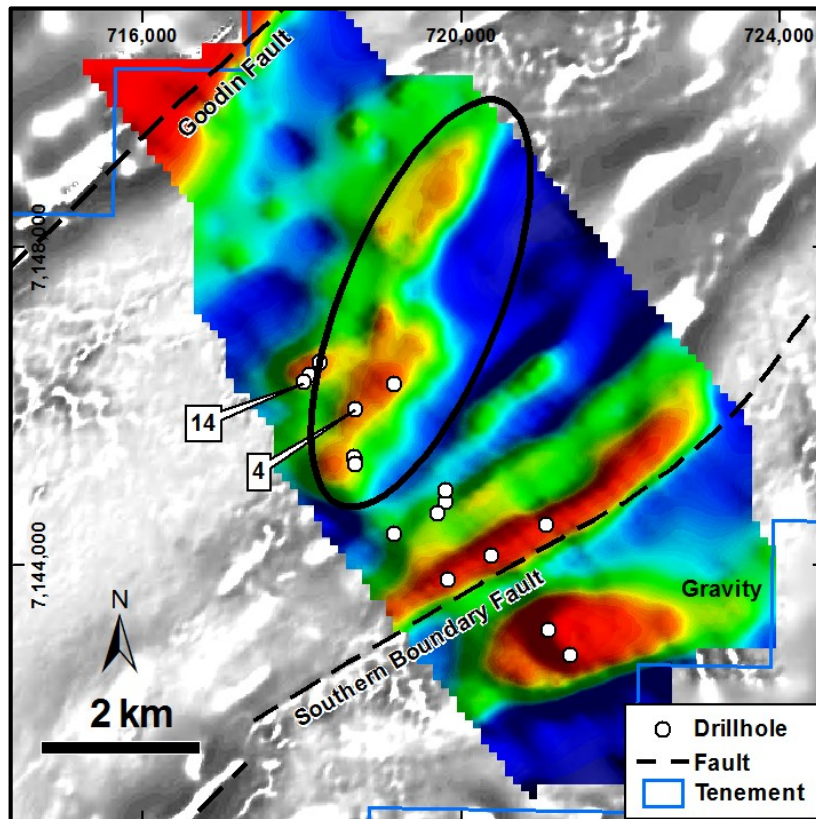 716,000
720,000
724,000
Goodin Fault
7,148,000
14
4
7,144,000
Gravity
N
Southern Boundary Fault
2 km
Drillhole
Fault
Tenement